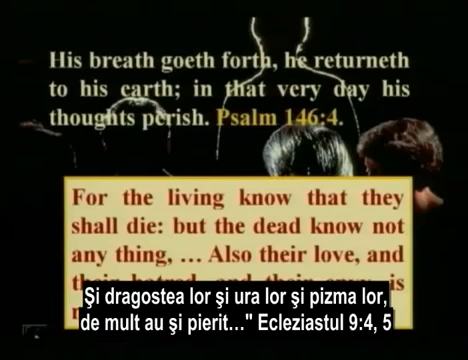 His breath goeth forth, he returneth
to his earth; in that very day his
thoughts perish. Psalm 146:4.
For the living know that they
shall die: but the dead know not
any thing, … Also their love, and
is
Şi dragostea lor şi ura lor şi pizma lor,
de mult au şi pierit…" Ecleziastul 9:4, 5